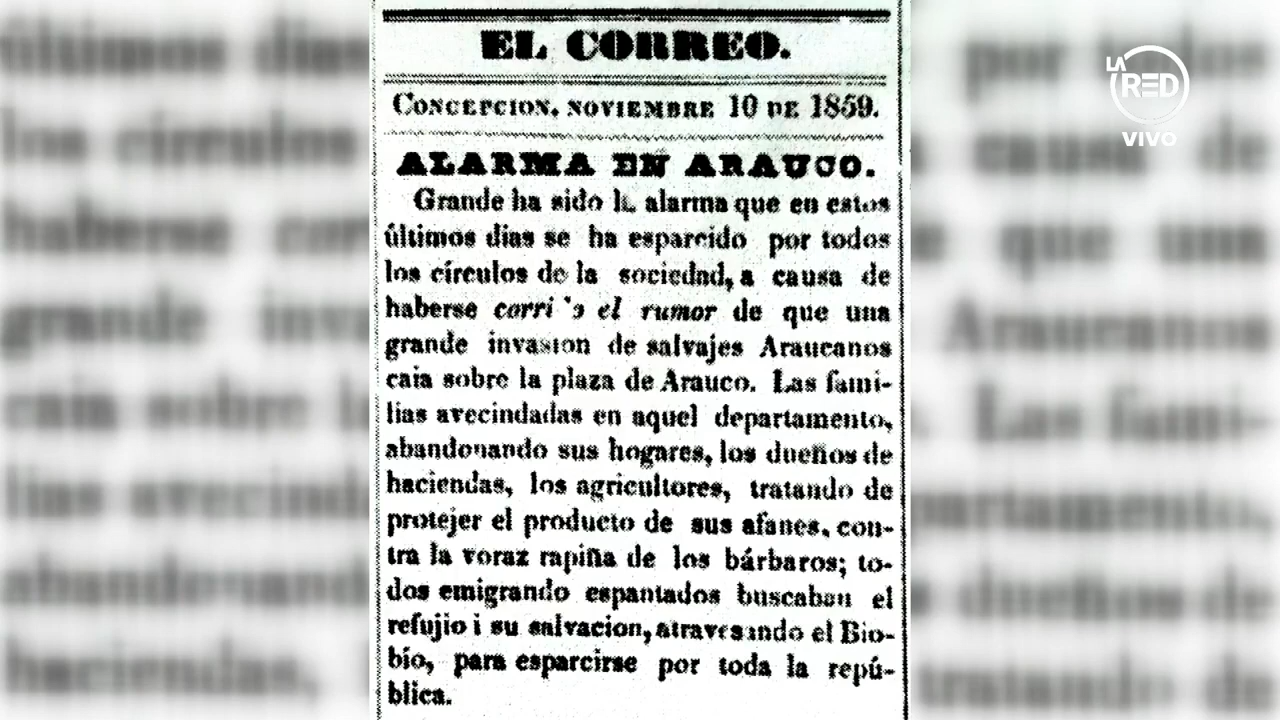 EL CORREO.
CONCEPCION, NOVIEMBRE 10 DE 1859.
ALARMA EN ARAUCO.
Grande ha sido la alarma que en estos
últimos dias se ha esparcido por todos
los círculos de la sociedad, a causa de
haberse corri'o el rumor de que una
grande invasion de salvajes Araucanos
caia sobre la plaza de Arauco. Las fami-
lias avecindadas en aquel departamento,
abandonando sus hogares, los dueños de
haciendas, los agricultores, tratando de
protejer el producto de sus afanes, con-
tra la voraz rapiña de los bárbaros; to-
dos emigrando espantados buscaban el
refujio i su salvacion, atravesando el Bio-
bío, para esparcirse por toda la repú-
blica.
LA RED
VIVO